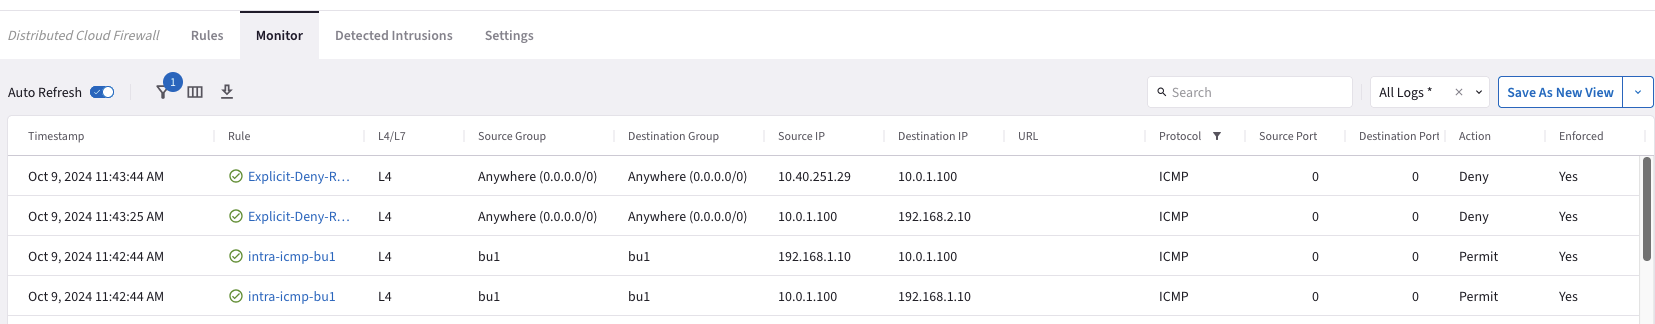 Distributed Cloud Firewall Rules Monitor Detected Intrusions Settings
Auto Refresh 1 Search All Logs * Save As New View
Timestamp Rule L4/L7 Source Group Destination Group Source IP Destination IP URL Protocol Source Port Destination Port Action Enforced
Oct 9, 2024 11:43:44 AM Explicit-Deny-R... L4 Anywhere (0.0.0.0/0) Anywhere (0.0.0.0/0) 10.40.251.29 10.0.1.100 ICMP 0 0 Deny Yes
Oct 9, 2024 11:43:25 AM Explicit-Deny-R... L4 Anywhere (0.0.0.0/0) Anywhere (0.0.0.0/0) 10.0.1.100 192.168.2.10 ICMP 0 0 Deny Yes
Oct 9, 2024 11:42:44 AM intra-icmp-bu1 L4 bu1 bu1 192.168.1.10 10.0.1.100 ICMP 0 0 Permit Yes
Oct 9, 2024 11:42:44 AM intra-icmp-bu1 L4 bu1 bu1 10.0.1.100 192.168.1.10 ICMP 0 0 Permit Yes